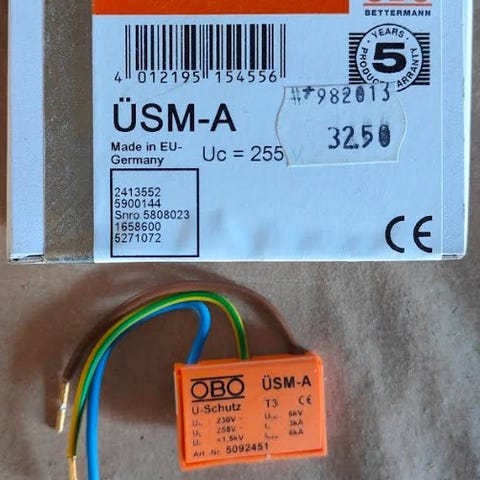 OBO
BETTERMANN
5 YEARS
PRODUCT WARRANTY
4 012195 154556
#*982013
32.50
ÜSM-A
Made in EU-
Germany
Uc = 255
2413552
5900144
Snro 5808023
1658600
5271072
CE
OBO ÜSM-A
Ü-Schutz T3 CE
230V~ 6kV
255V~ 3kA
<1,5kV 6kA
Art.-Nr. 5092451